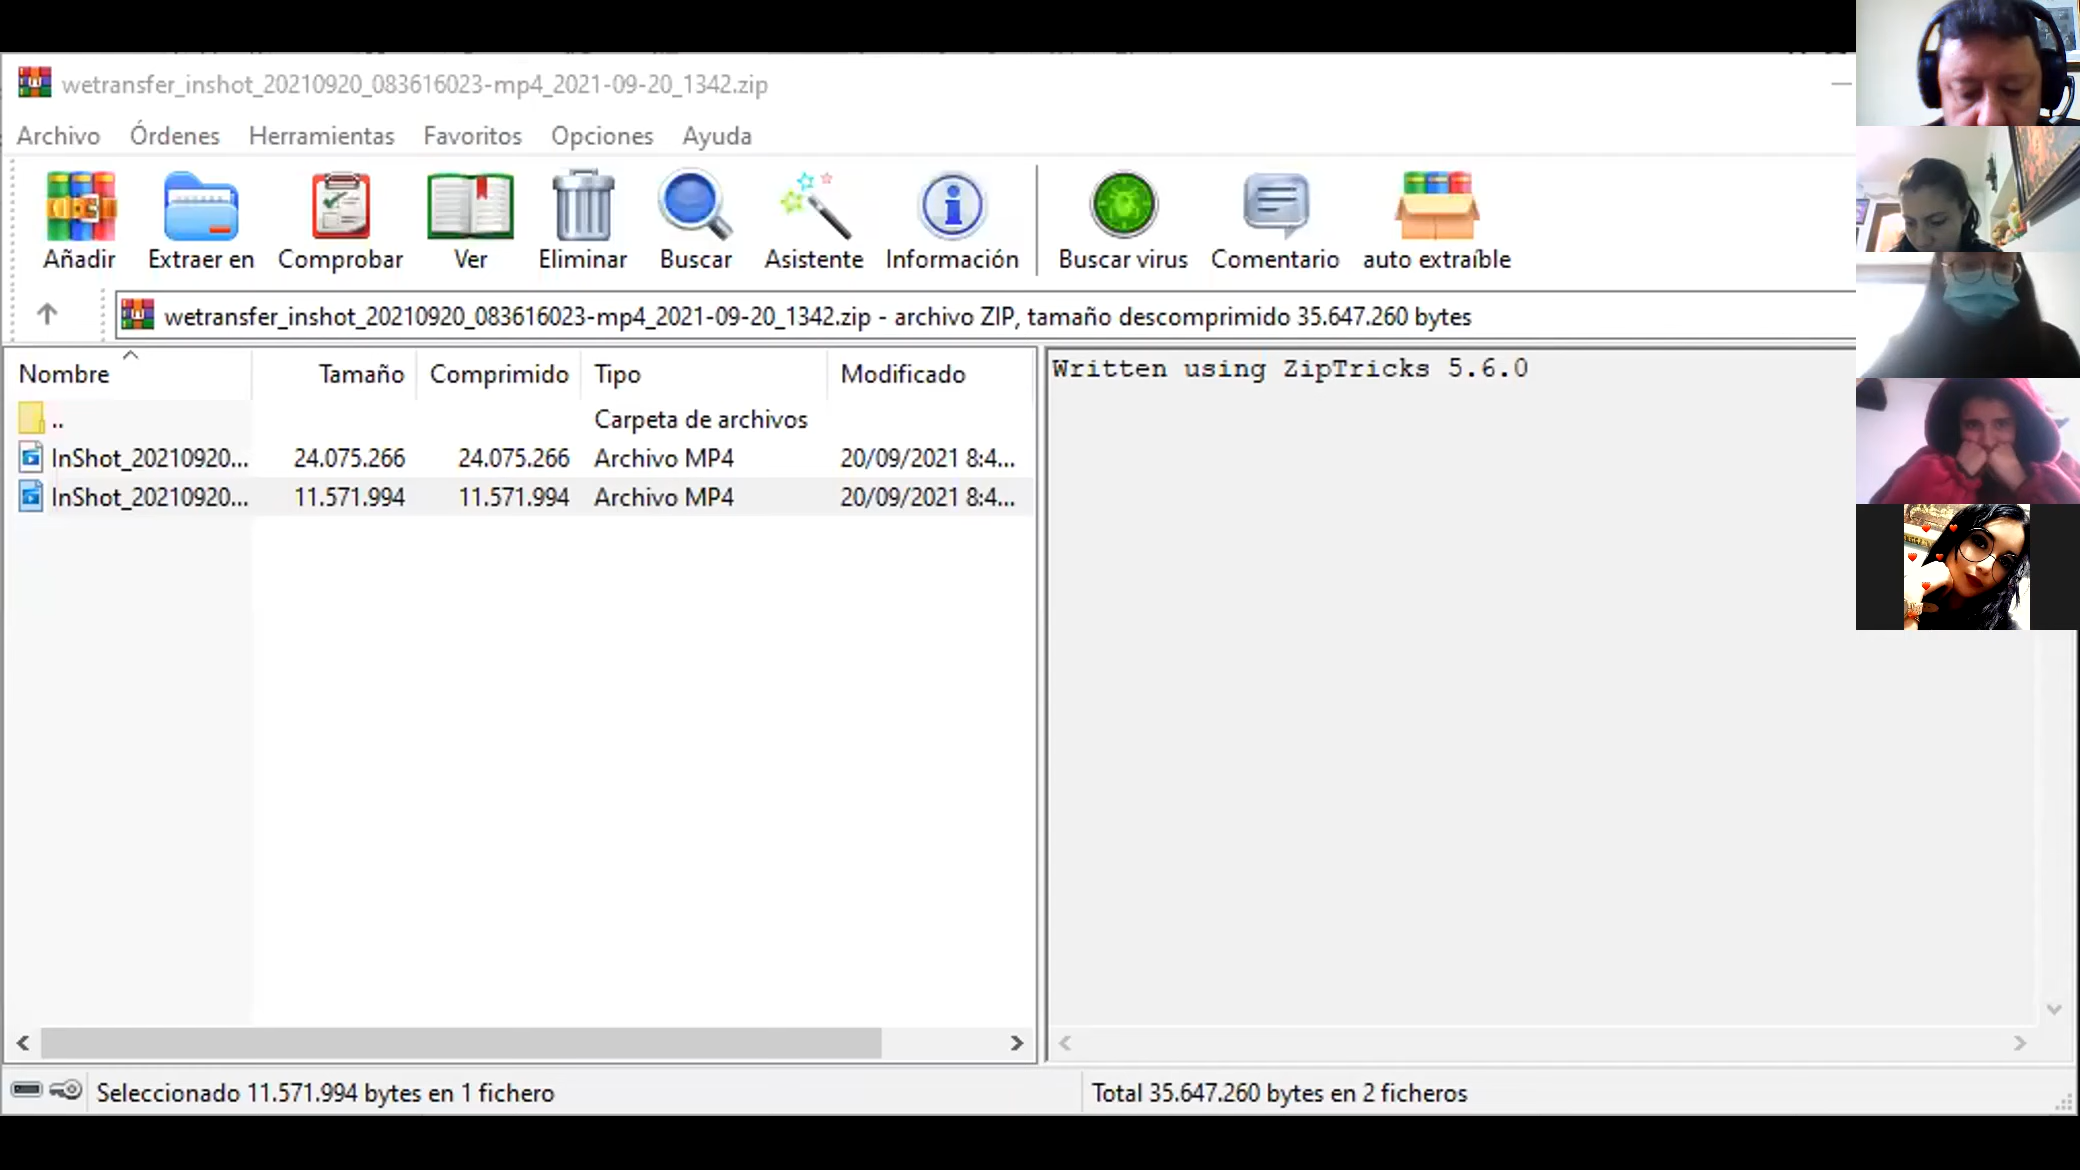 wetransfer_inshot_20210920_083616023-mp4_2021-09-20_1342.zip
Archivo Órdenes Herramientas Favoritos Opciones Ayuda
Añadir Extraer en Comprobar Ver Eliminar Buscar Asistente Información Buscar virus Comentario auto extraíble
wetransfer_inshot_20210920_083616023-mp4_2021-09-20_1342.zip - archivo ZIP, tamaño descomprimido 35.647.260 bytes
Nombre Tamaño Comprimido Tipo Modificado
.. Carpeta de archivos
InShot_20210920... 24.075.266 24.075.266 Archivo MP4 20/09/2021 8:4...
InShot_20210920... 11.571.994 11.571.994 Archivo MP4 20/09/2021 8:4...
Written using ZipTricks 5.6.0
Seleccionado 11.571.994 bytes en 1 fichero
Total 35.647.260 bytes en 2 ficheros